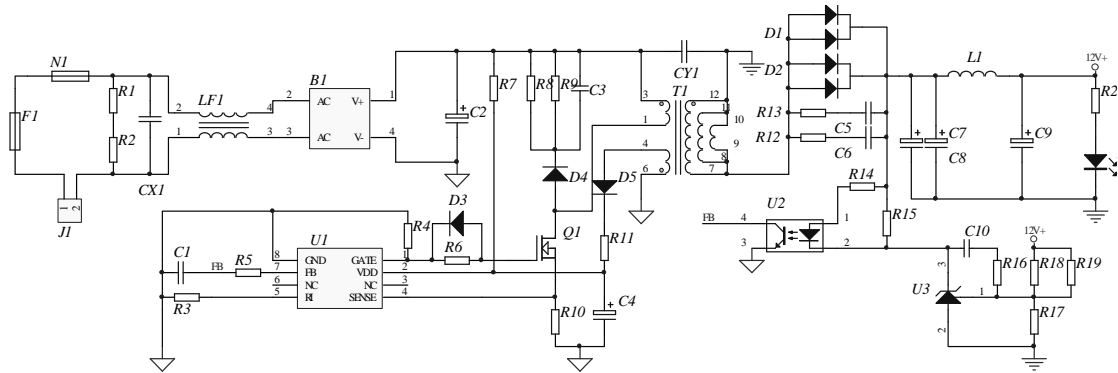 N1
F1
R1
R2
CX1
J1
1
2
LF1
2
4
1
3
B1
2
AC
V+
1
3
AC
V-
4
C2
R7
R8
R9
C3
CY1
T1
3
12
11
1
10
4
9
8
6
7
D4
D5
D1
D2
R13
R12
C5
C6
C7
C8
L1
C9
12V+
R2
R14
R15
U2
FB
4
1
3
2
C10
12V+
R16
R18
R19
3
U3
1
2
R17
D3
R4
R6
Q1
R11
R10
C4
U1
8
GND
GATE
1
C1
FB
R5
7
FB
VDD
2
6
NC
NC
3
R3
5
RI
SENSE
4